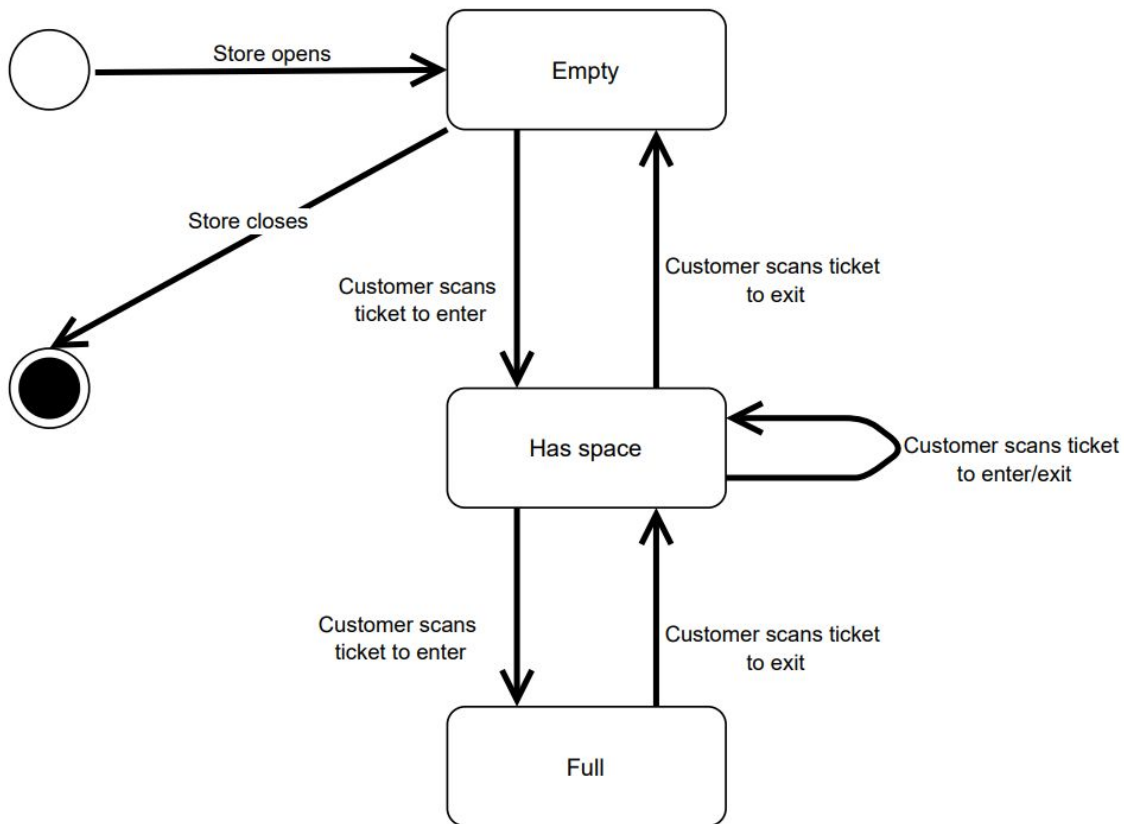 Store opens
Empty
Store closes
Customer scans
ticket to enter
Customer scans ticket
to exit
Has space
Customer scans ticket
to enter/exit
Customer scans
ticket to enter
Customer scans ticket
to exit
Full